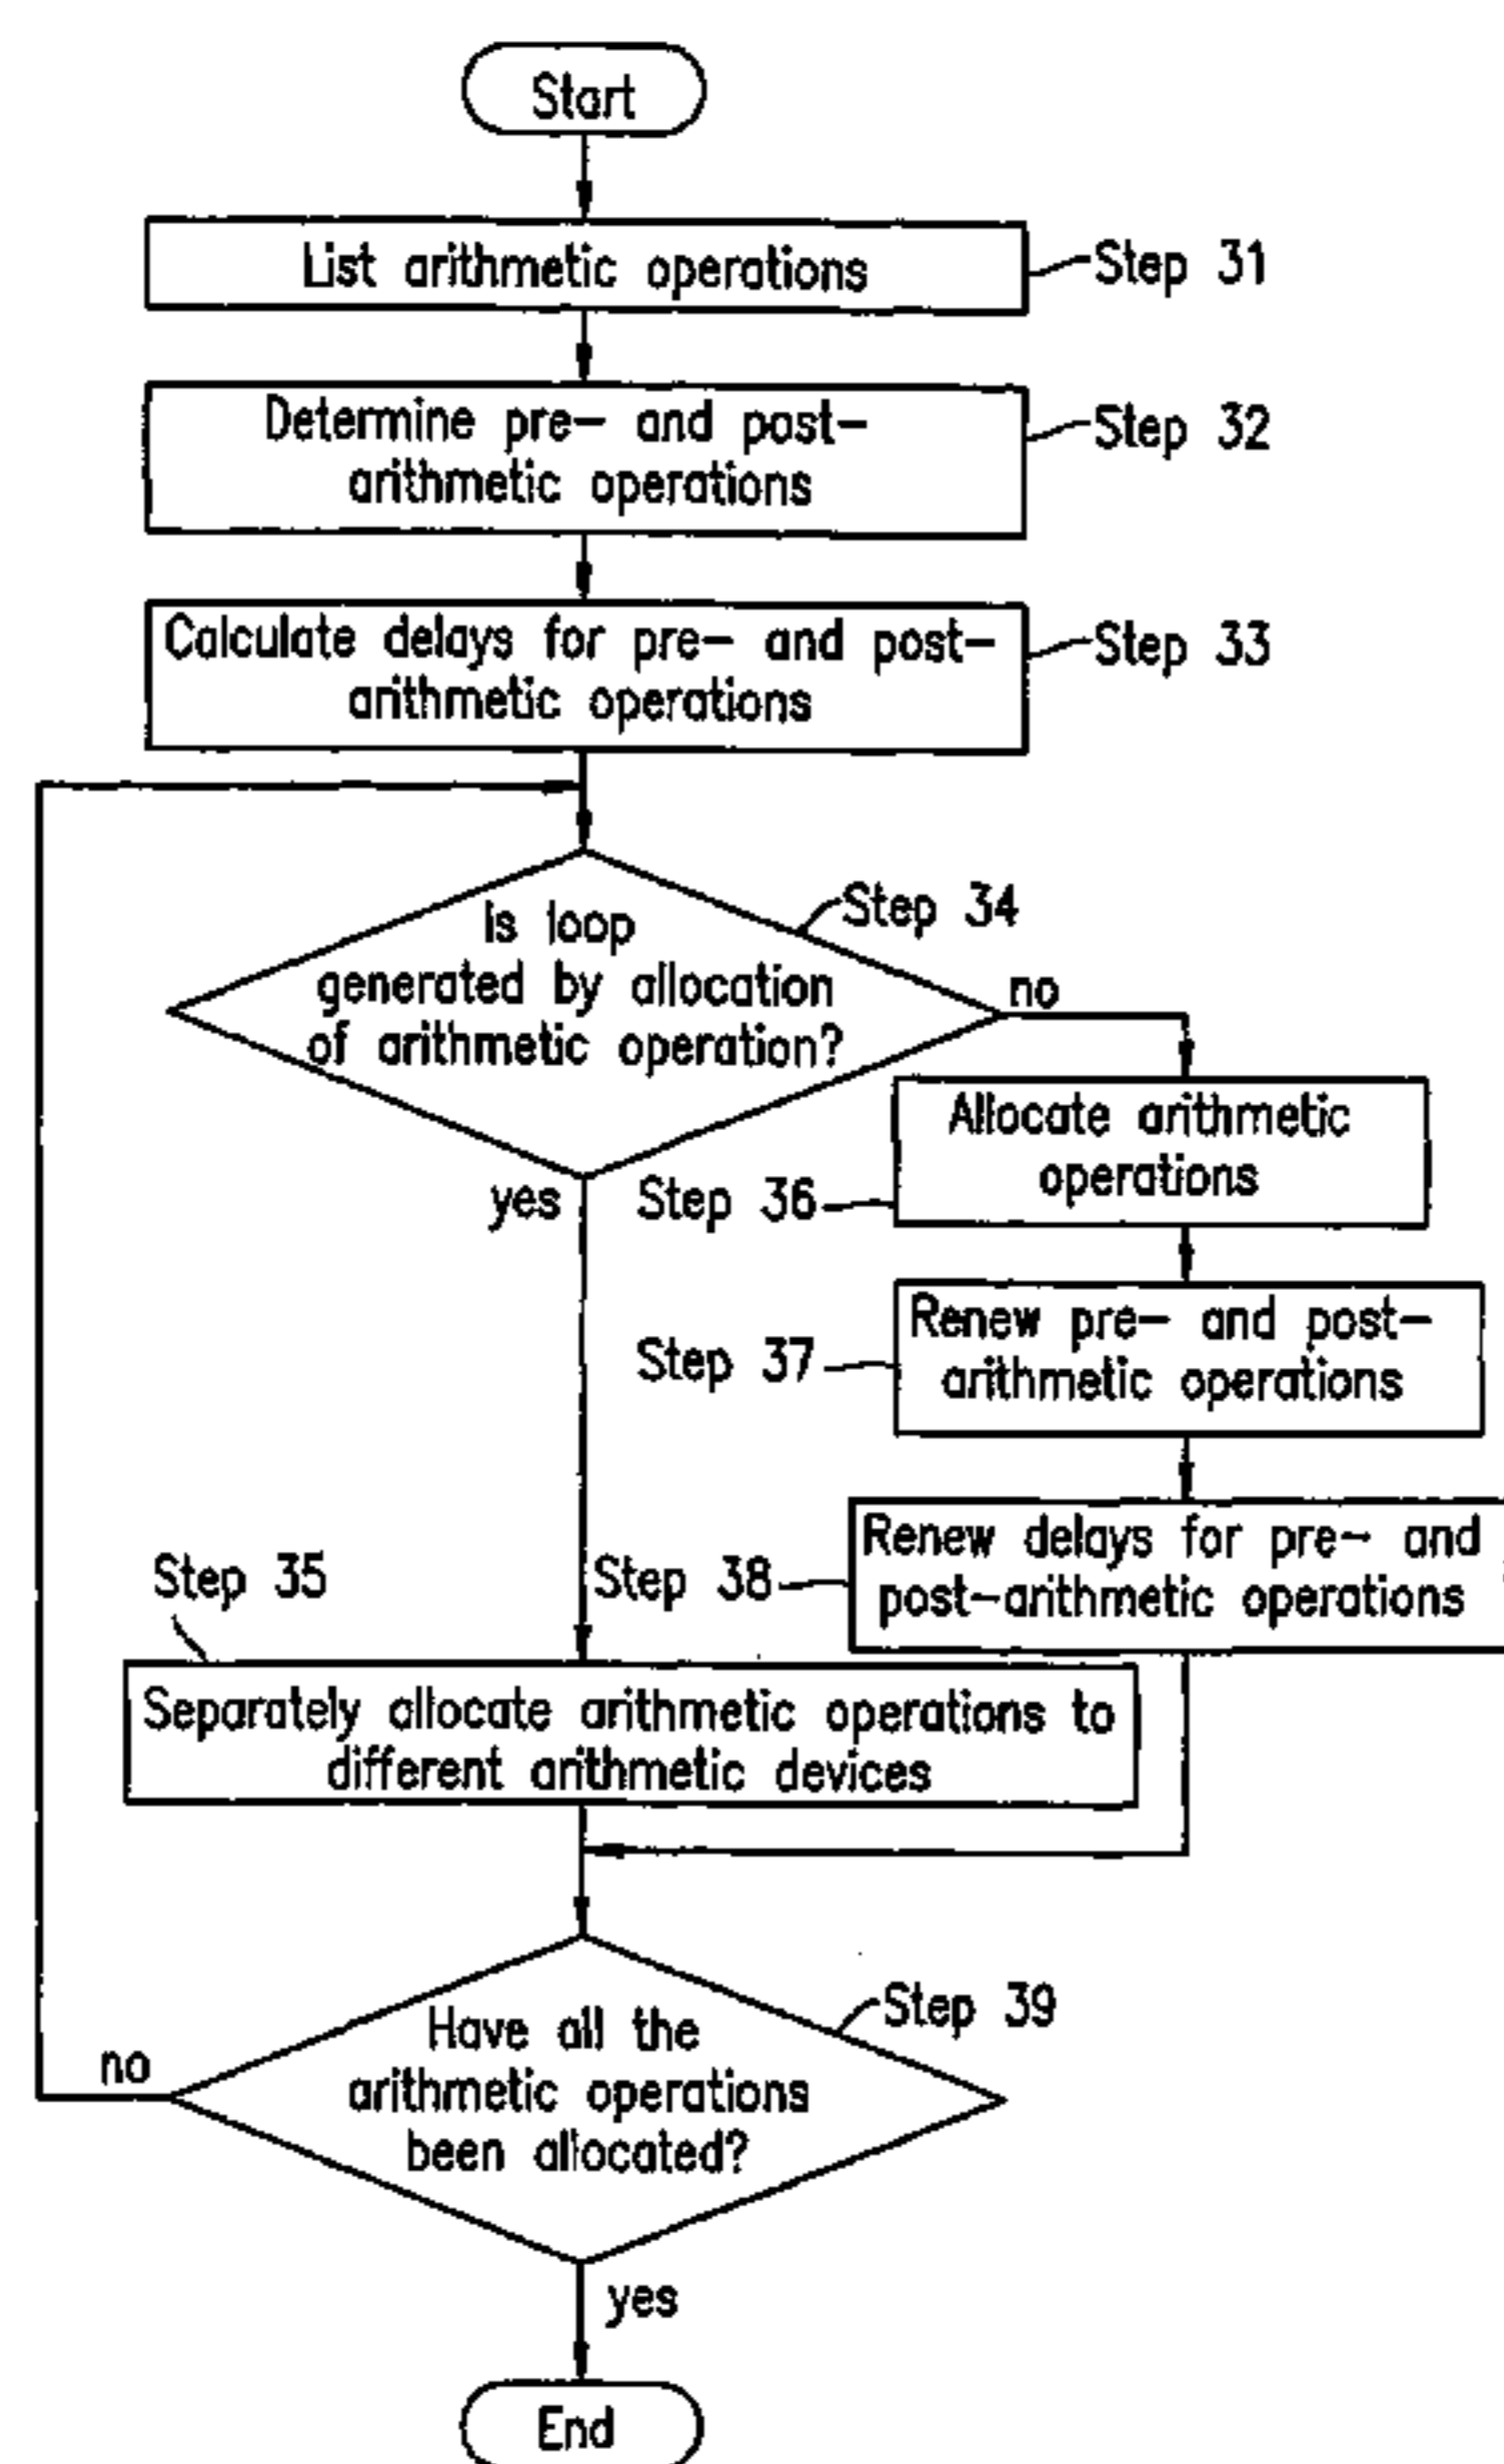 Start
List arithmetic operations
Step 31
Determine pre- and post-
arithmetic operations
Step 32
Calculate delays for pre- and post-
arithmetic operations
Step 33
Is loop
generated by allocation
of arithmetic operation?
Step 34
no
yes
Allocate arithmetic
operations
Step 36
Renew pre- and post-
arithmetic operations
Step 37
Renew delays for pre- and
post-arithmetic operations
Step 38
Step 35
Separately allocate arithmetic operations to
different arithmetic devices
Have all the
arithmetic operations
been allocated?
Step 39
no
yes
End